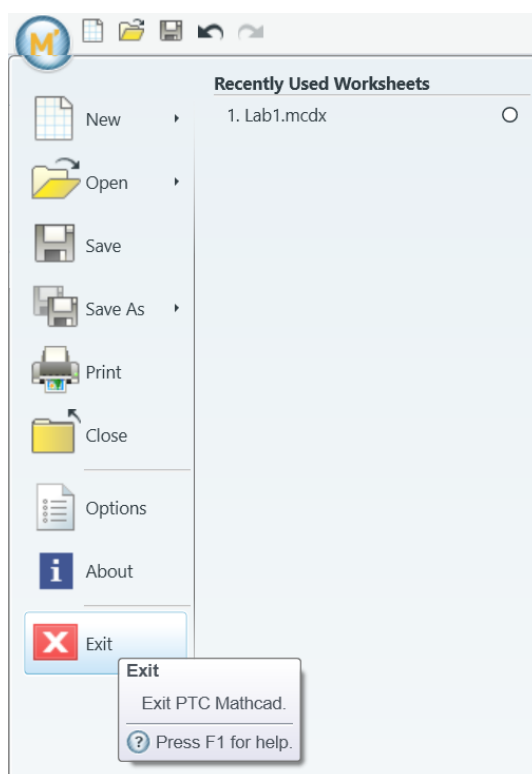 Recently Used Worksheets
1. Lab1.mcdx
New
Open
Save
Save As
Print
Close
Options
About
Exit
Exit
Exit PTC Mathcad.
Press F1 for help.